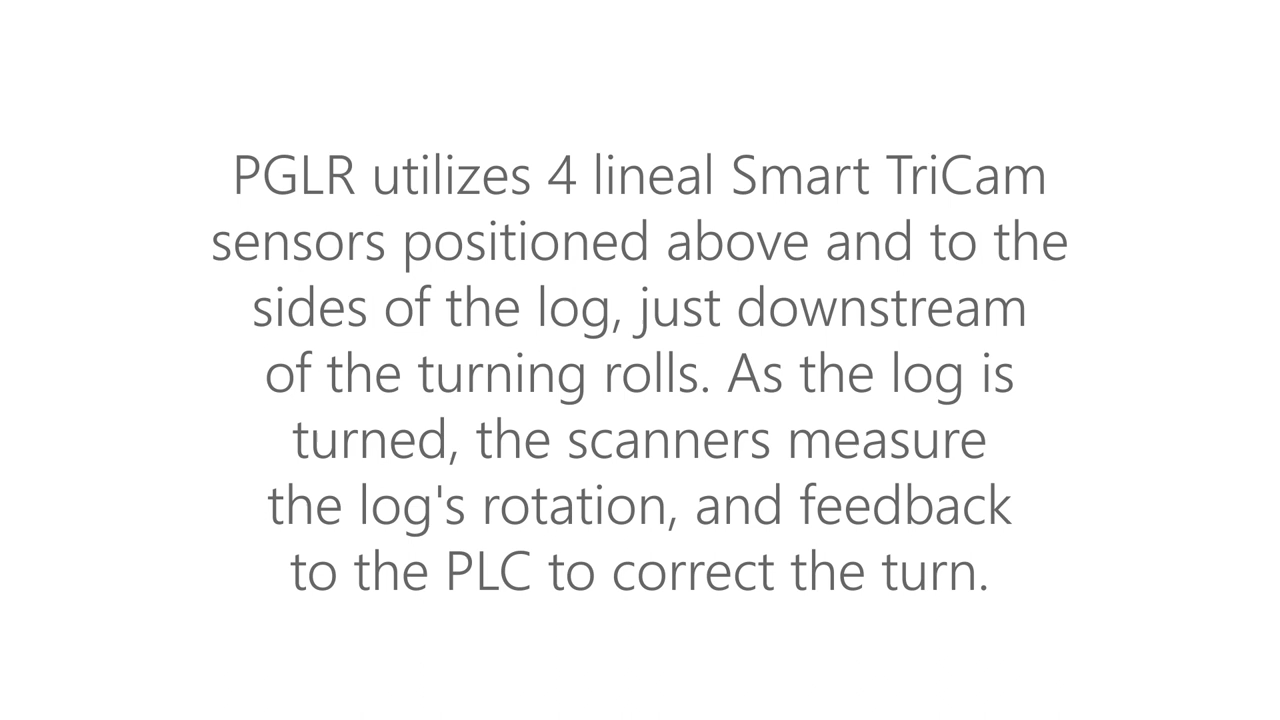 PGLR utilizes 4 lineal Smart TriCam
sensors positioned above and to the
sides of the log, just downstream
of the turning rolls. As the log is
turned, the scanners measure
the log's rotation, and feedback
to the PLC to correct the turn.